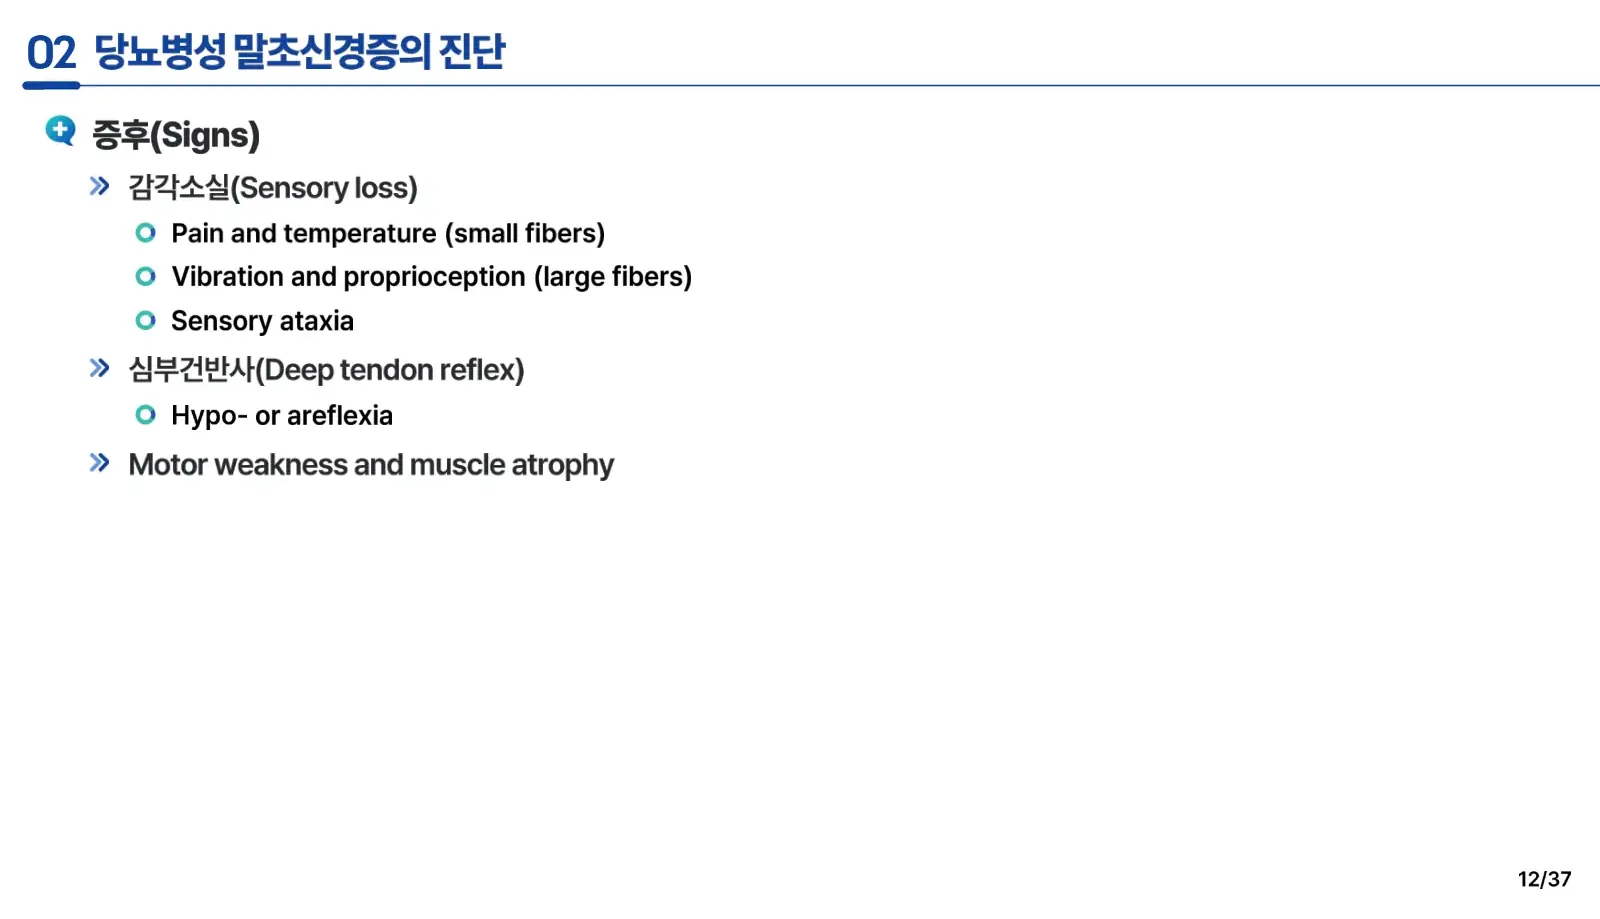 02 당뇨병성 말초신경증의 진단
증후(Signs)
감각소실(Sensory loss)
Pain and temperature (small fibers)
Vibration and proprioception (large fibers)
Sensory ataxia
심부건반사(Deep tendon reflex)
Hypo- or areflexia
Motor weakness and muscle atrophy
12/37